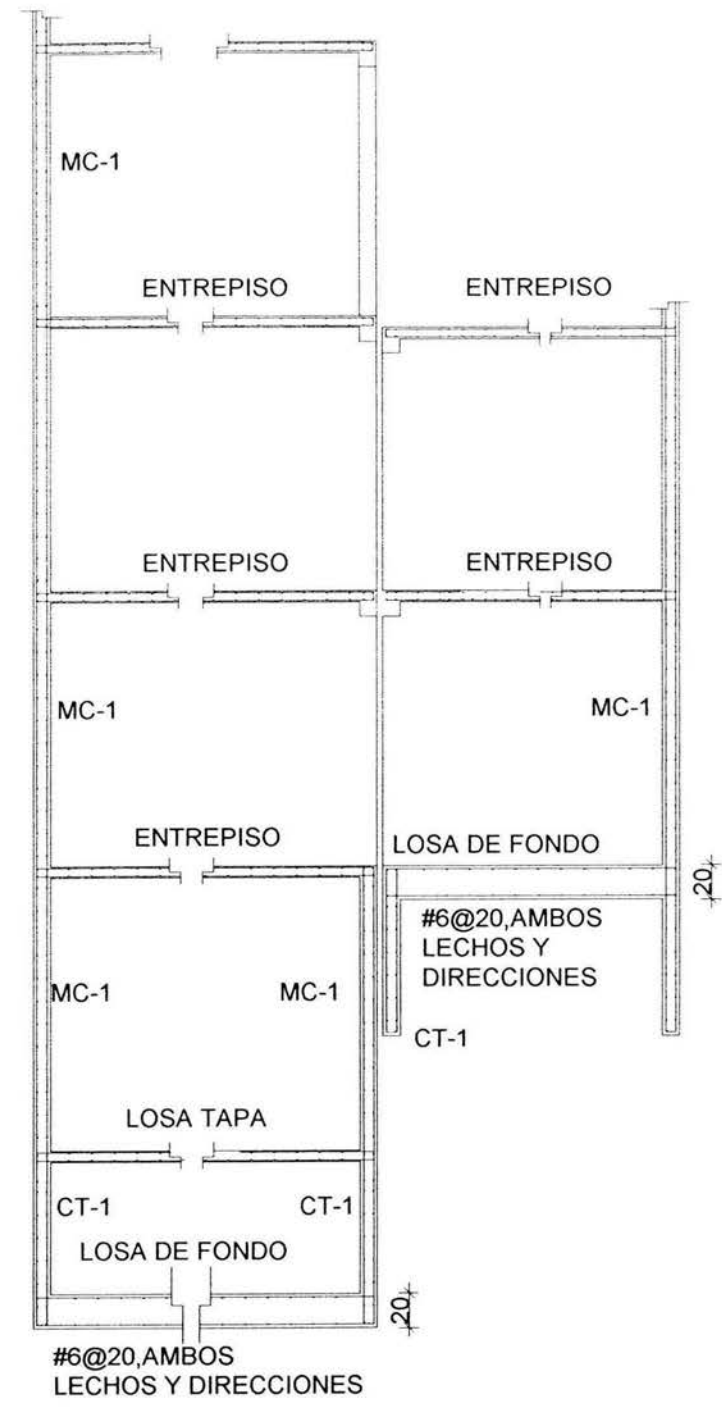 MC-1
ENTREPISO
ENTREPISO
ENTREPISO
ENTREPISO
MC-1
MC-1
ENTREPISO
LOSA DE FONDO
20
#6@20,AMBOS
LECHOS Y
DIRECCIONES
MC-1
MC-1
CT-1
LOSA TAPA
CT-1
CT-1
LOSA DE FONDO
20
#6@20,AMBOS
LECHOS Y DIRECCIONES